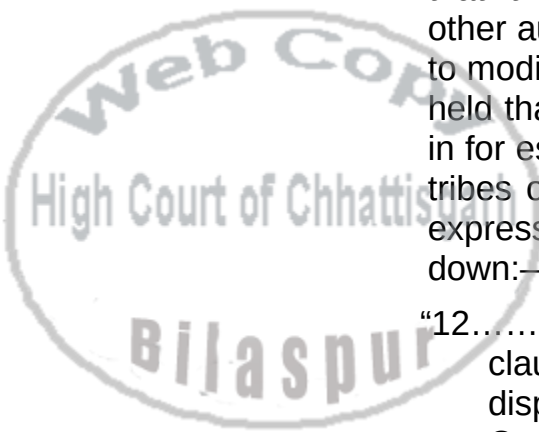 other au
to modi
held tha
in for es
tribes o
express
down:—
“12……
clau
disp
Web Copy
High Court of Chhattisgarh
Bilaspur